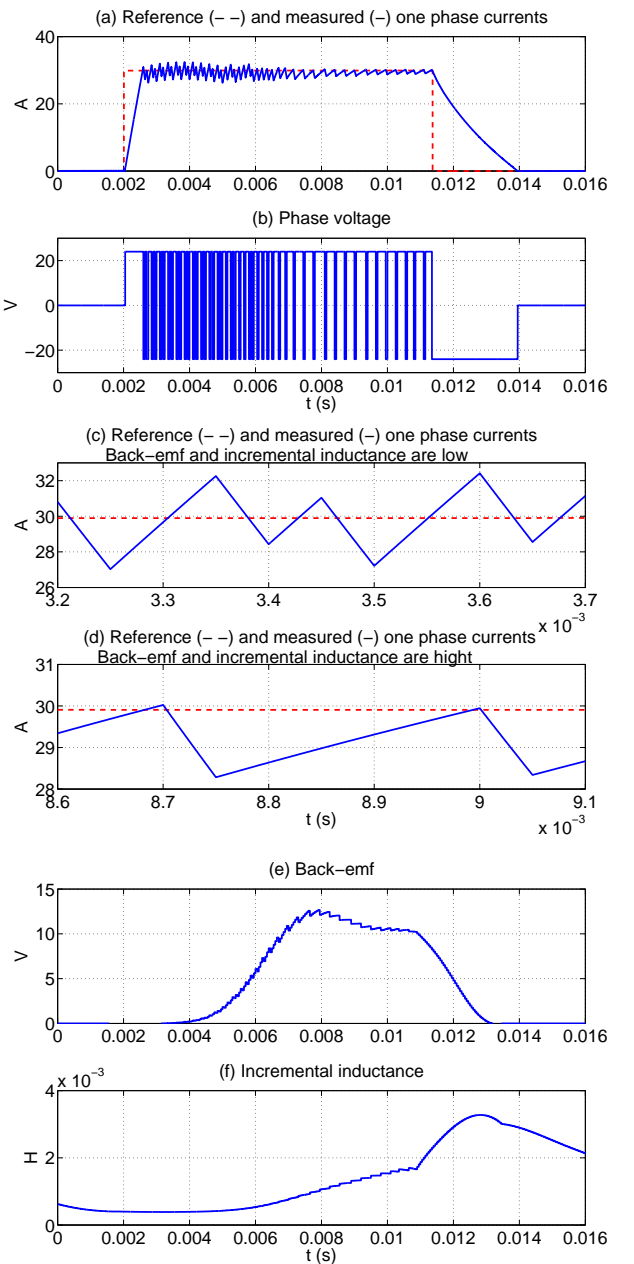 (a) Reference (− −) and measured (−) one phase currents
40
20
0
A
0 0.002 0.004 0.006 0.008 0.01 0.012 0.014 0.016
(b) Phase voltage
20
0
−20
V
0 0.002 0.004 0.006 0.008 0.01 0.012 0.014 0.016
t (s)
(c) Reference (− −) and measured (−) one phase currents
Back−emf and incremental inductance are low
32
30
28
26
A
3.2 3.3 3.4 3.5 3.6 3.7
x 10−3
(d) Reference (− −) and measured (−) one phase currents
Back−emf and incremental inductance are hight
31
30
29
28
A
8.6 8.7 8.8 8.9 9 9.1
t (s)
x 10−3
(e) Back−emf
15
10
5
0
V
0 0.002 0.004 0.006 0.008 0.01 0.012 0.014 0.016
x 10−3
(f) Incremental inductance
4
2
0
H
0 0.002 0.004 0.006 0.008 0.01 0.012 0.014 0.016
t (s)